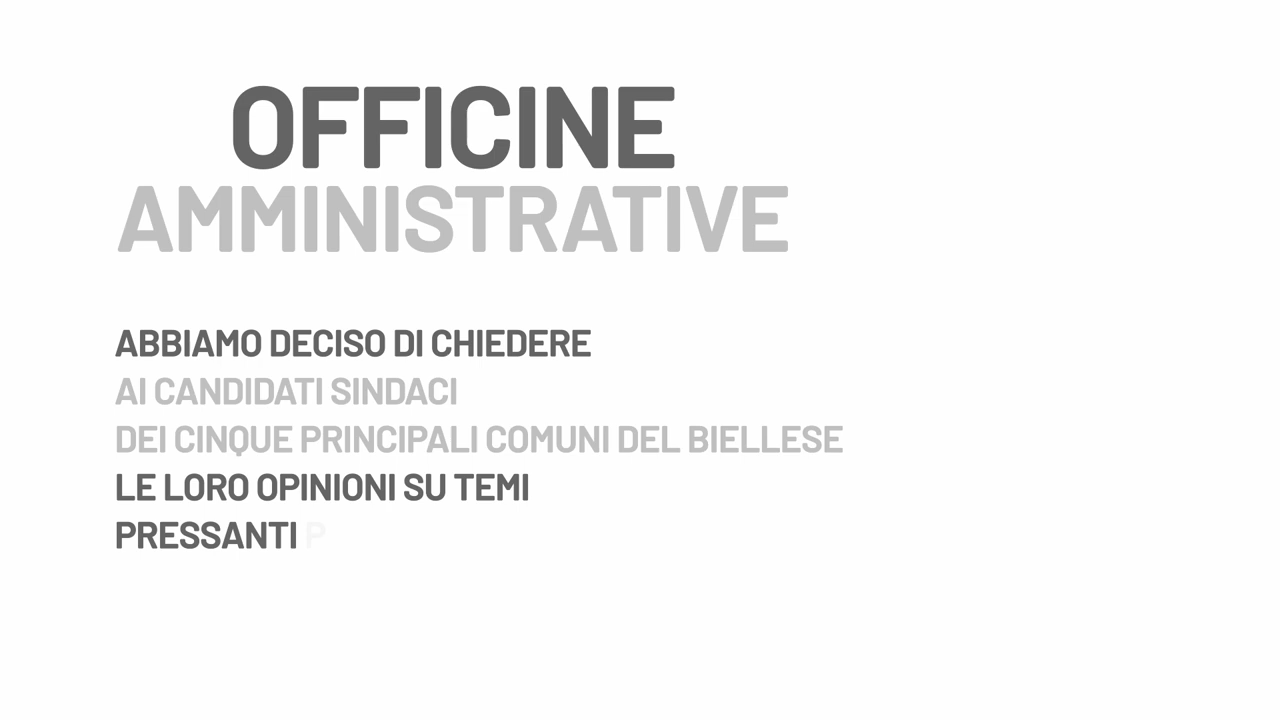 OFFICINE
AMMINISTRATIVE
ABBIAMO DECISO DI CHIEDERE
AI CANDIDATI SINDACI
DEI CINQUE PRINCIPALI COMUNI DEL BIELLESE
LE LORO OPINIONI SU TEMI
PRESSANTI P